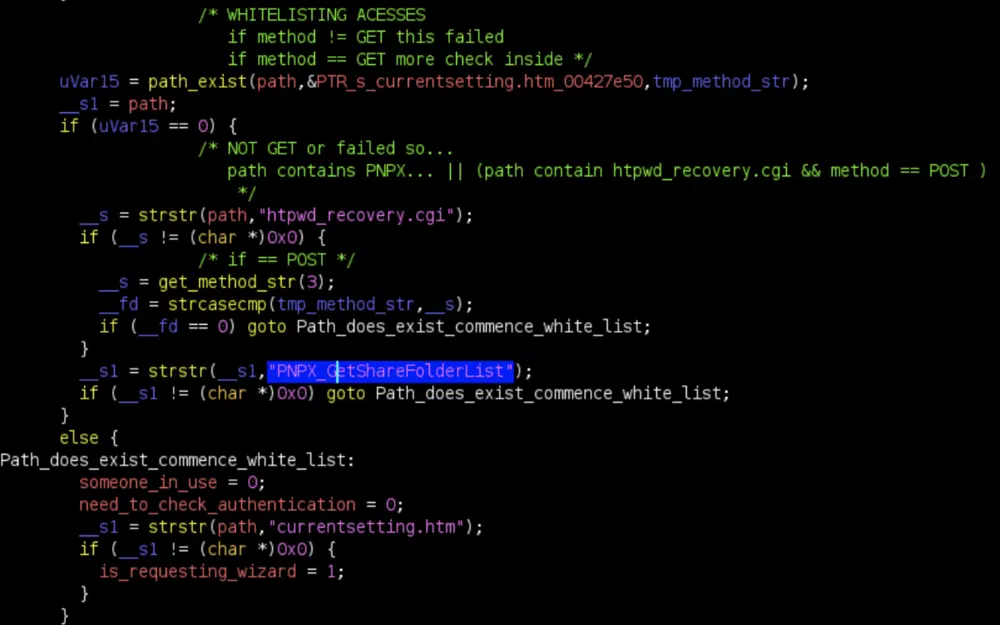 /* WHITELISTING ACESSES
if method != GET this failed
if method == GET more check inside */
uVar15 = path_exist(path,&PTR_s_currentsetting.htm_00427e50,tmp_method_str);
__s1 = path;
if (uVar15 == 0) {
/* NOT GET or failed so...
path contains PNPX... || (path contain htpwd_recovery.cgi && method == POST )
*/
__s = strstr(path,"htpwd_recovery.cgi");
if (__s != (char *)0x0) {
/* if == POST */
__s = get_method_str(3);
__fd = strcasecmp(tmp_method_str,__s);
if (__fd == 0) goto Path_does_exist_commence_white_list;
}
__s1 = strstr(__s1,"PNPX_GetShareFolderList");
if (__s1 != (char *)0x0) goto Path_does_exist_commence_white_list;
}
else {
Path_does_exist_commence_white_list:
someone_in_use = 0;
need_to_check_authentication = 0;
__s1 = strstr(path,"currentsetting.htm");
if (__s1 != (char *)0x0) {
is_requesting_wizard = 1;
}
}